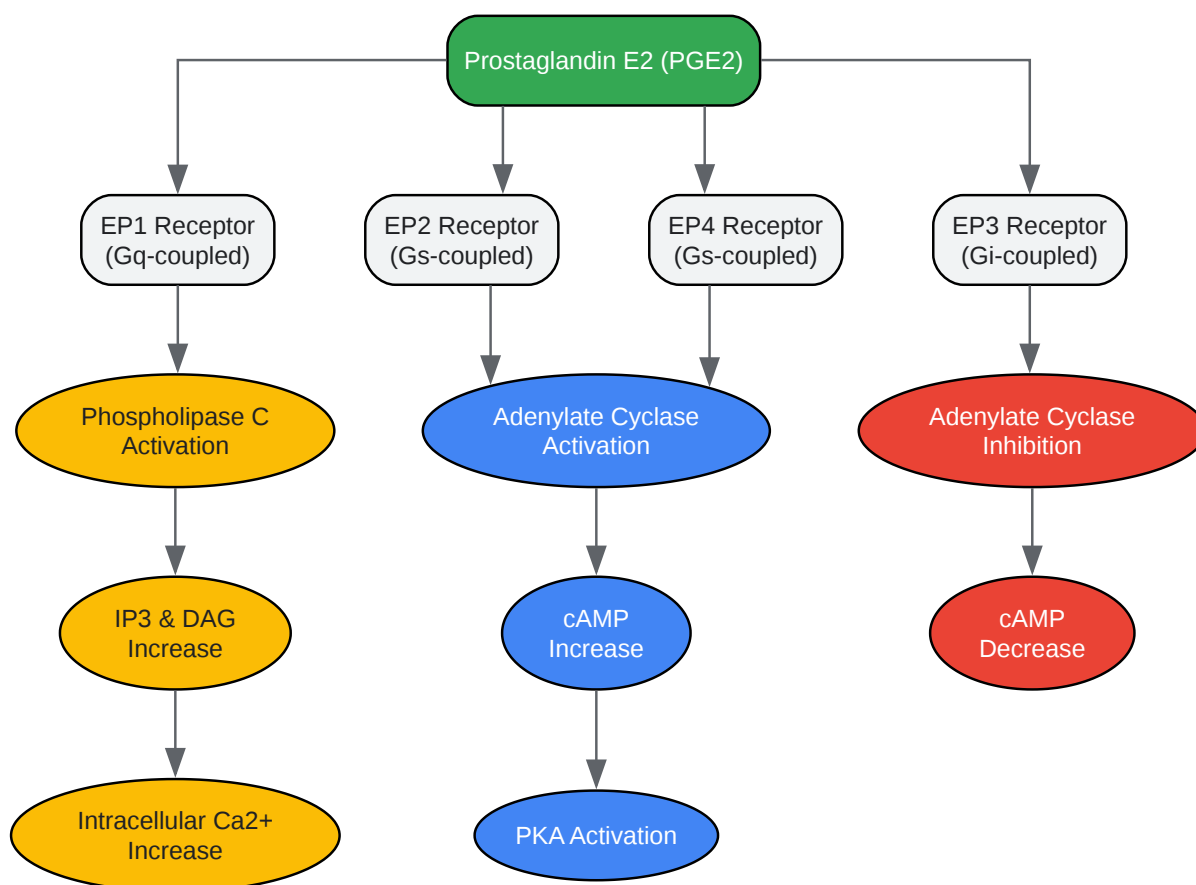 Prostaglandin E2 (PGE2)
EP1 Receptor
(Gq-coupled)
EP2 Receptor
(Gs-coupled)
EP4 Receptor
(Gs-coupled)
EP3 Receptor
(Gi-coupled)
Phospholipase C
Activation
Adenylate Cyclase
Activation
Adenylate Cyclase
Inhibition
IP3 & DAG
Increase
cAMP
Increase
cAMP
Decrease
Intracellular Ca2+
Increase
PKA Activation